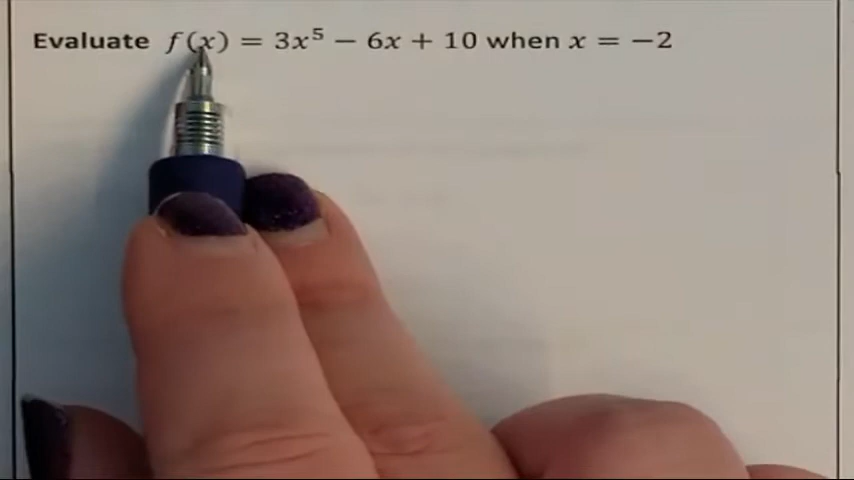 Evaluate f(x) = 3x⁵ − 6x + 10 when x = −2